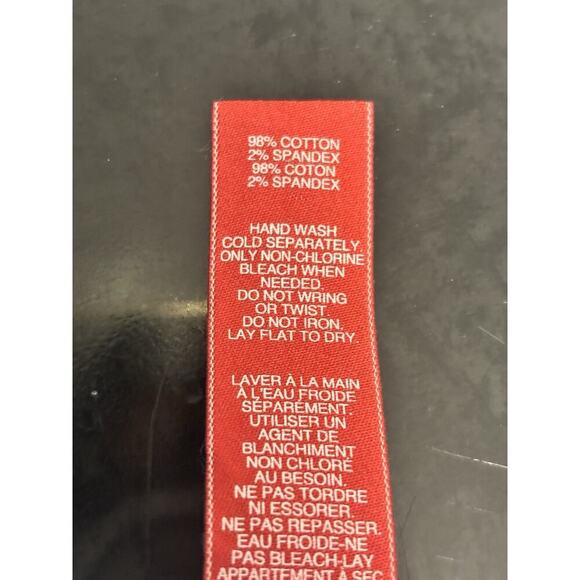 98% COTTON
2% SPANDEX
98% COTON
2% SPANDEX
HAND WASH
COLD SEPARATELY.
ONLY NON-CHLORINE
BLEACH WHEN
NEEDED.
DO NOT WRING
OR TWIST.
DO NOT IRON.
LAY FLAT TO DRY.
LAVER À LA MAIN
À L'EAU FROIDE
SÉPARÉMENT.
UTILISER UN
AGENT DE
BLANCHIMENT
NON CHLORÉ
AU BESOIN.
NE PAS TORDRE
NI ESSORER.
NE PAS REPASSER.
EAU FROIDE-NE
PAS BLEACH-LAY
APPARTEMENT À SEC